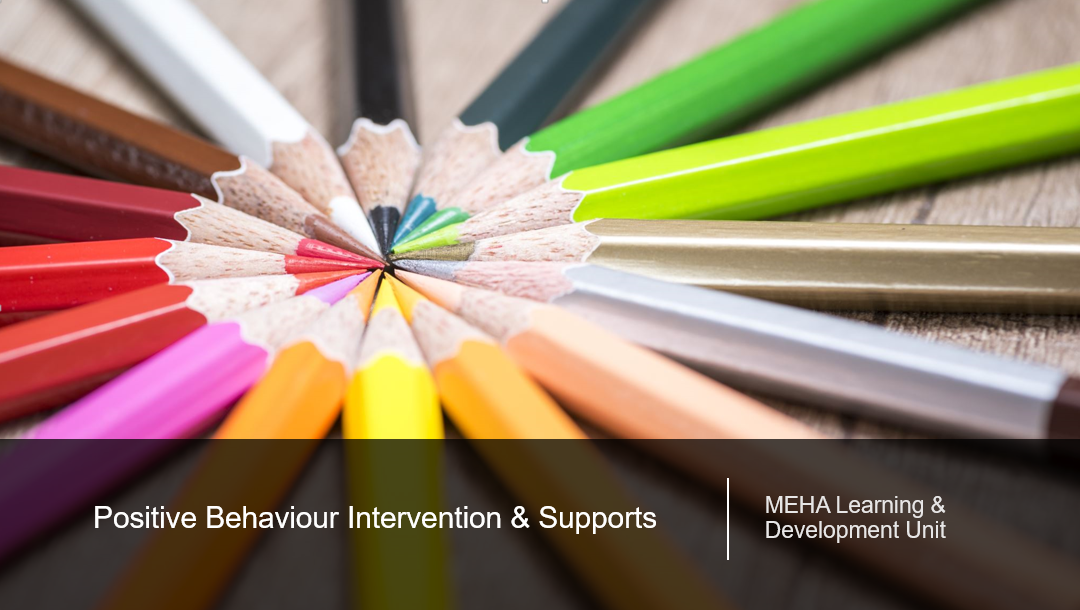 Positive Behaviour Intervention & Supports
MEHA Learning &
Development Unit